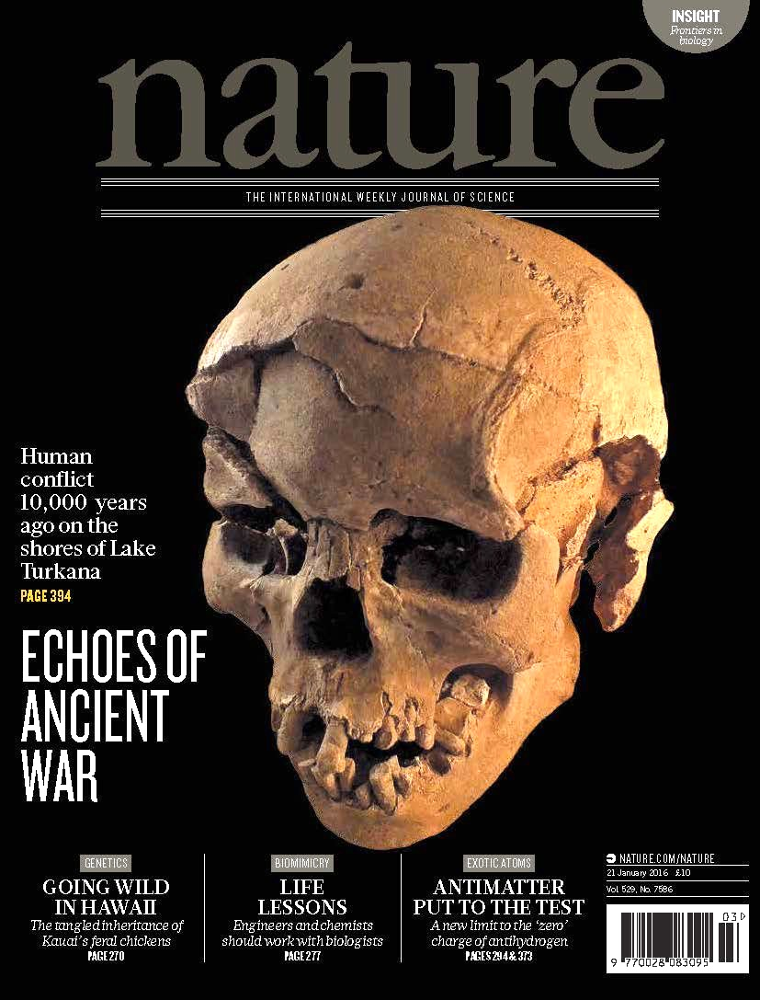 INSIGHT
Frontiers in
biology
nature
THE INTERNATIONAL WEEKLY JOURNAL OF SCIENCE
Human
conflict
10,000 years
ago on the
shores of Lake
Turkana
PAGE 394
ECHOES OF
ANCIENT
WAR
GENETICS
GOING WILD
IN HAWAII
The tangled inheritance of
Kauai's feral chickens
PAGE 270
BIOMIMICRY
LIFE
LESSONS
Engineers and chemists
should work with biologists
PAGE 277
EXOTIC ATOMS
ANTIMATTER
PUT TO THE TEST
A new limit to the ‘zero’
charge of antihydrogen
PAGES 294 & 373
NATURE.COM/NATURE
21 January 2016 £10
Vol. 529, No. 7586
03
9 770028 083095